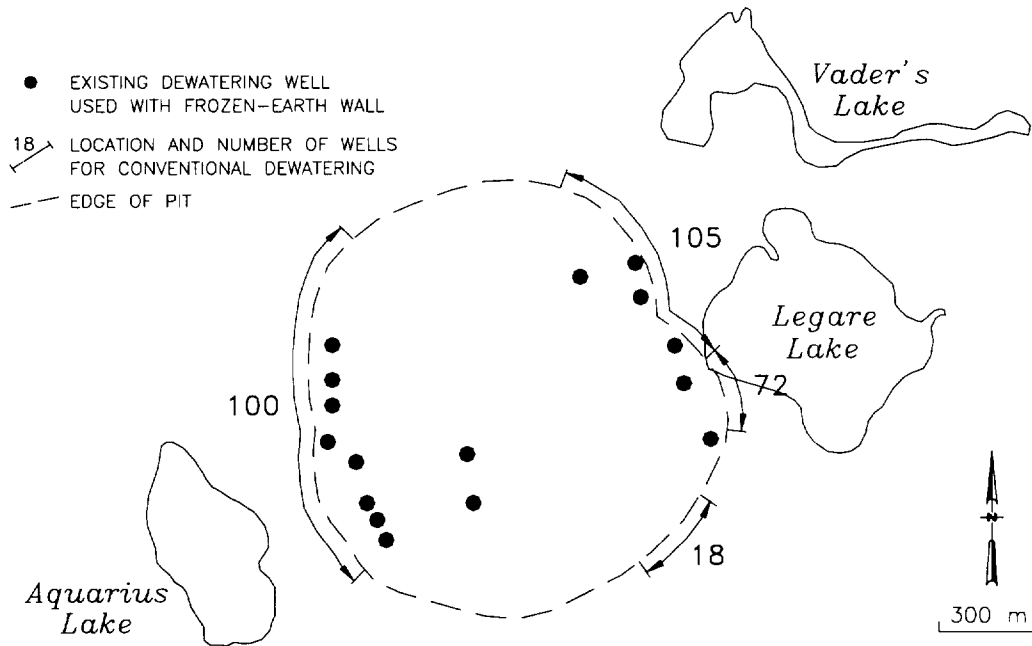 EXISTING DEWATERING WELL
USED WITH FROZEN-EARTH WALL
18 LOCATION AND NUMBER OF WELLS
FOR CONVENTIONAL DEWATERING
EDGE OF PIT
Vader's
Lake
105
Legare
Lake
72
100
18
Aquarius
Lake
N
300 m